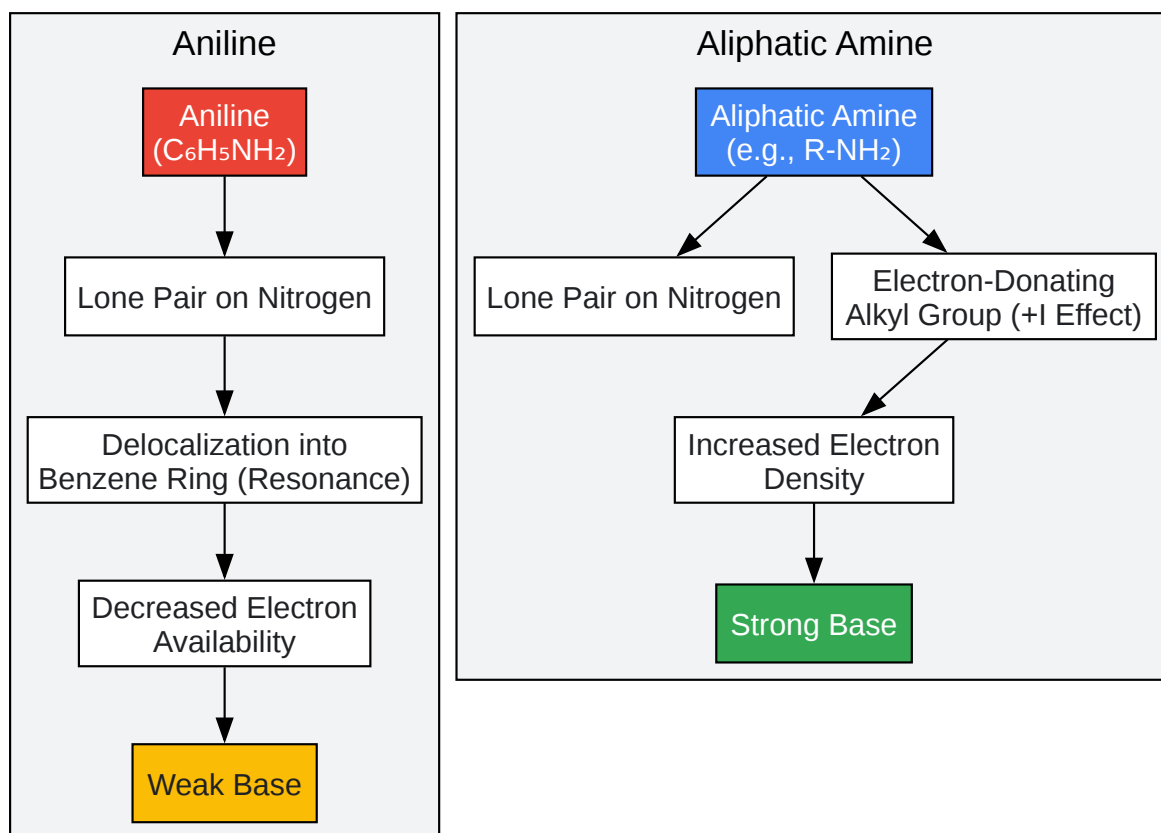 Aniline
Aniline
(C₆H₅NH₂)
Lone Pair on Nitrogen
Delocalization into
Benzene Ring (Resonance)
Decreased Electron
Availability
Weak Base
Aliphatic Amine
Aliphatic Amine
(e.g., R-NH₂)
Lone Pair on Nitrogen
Electron-Donating
Alkyl Group (+I Effect)
Increased Electron
Density
Strong Base